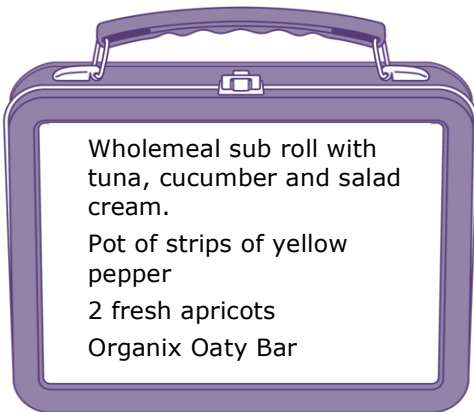 Wholemeal sub roll with
tuna, cucumber and salad
cream.
Pot of strips of yellow
pepper
2 fresh apricots
Organix Oaty Bar